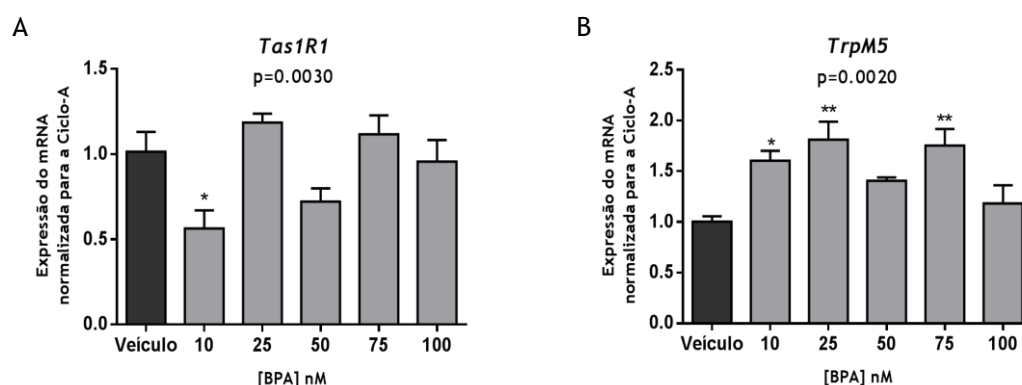 A
Tas1R1
p=0.0030
Expressão do mRNA
normalizada para a Ciclo-A
1.5
1.0
0.5
0.0
*
Veículo 10 25 50 75 100
[BPA] nM
B
TrpM5
p=0.0020
Expressão do mRNA
normalizada para a Ciclo-A
2.5
2.0
1.5
1.0
0.5
0.0
* ** **
Veículo 10 25 50 75 100
[BPA] nM